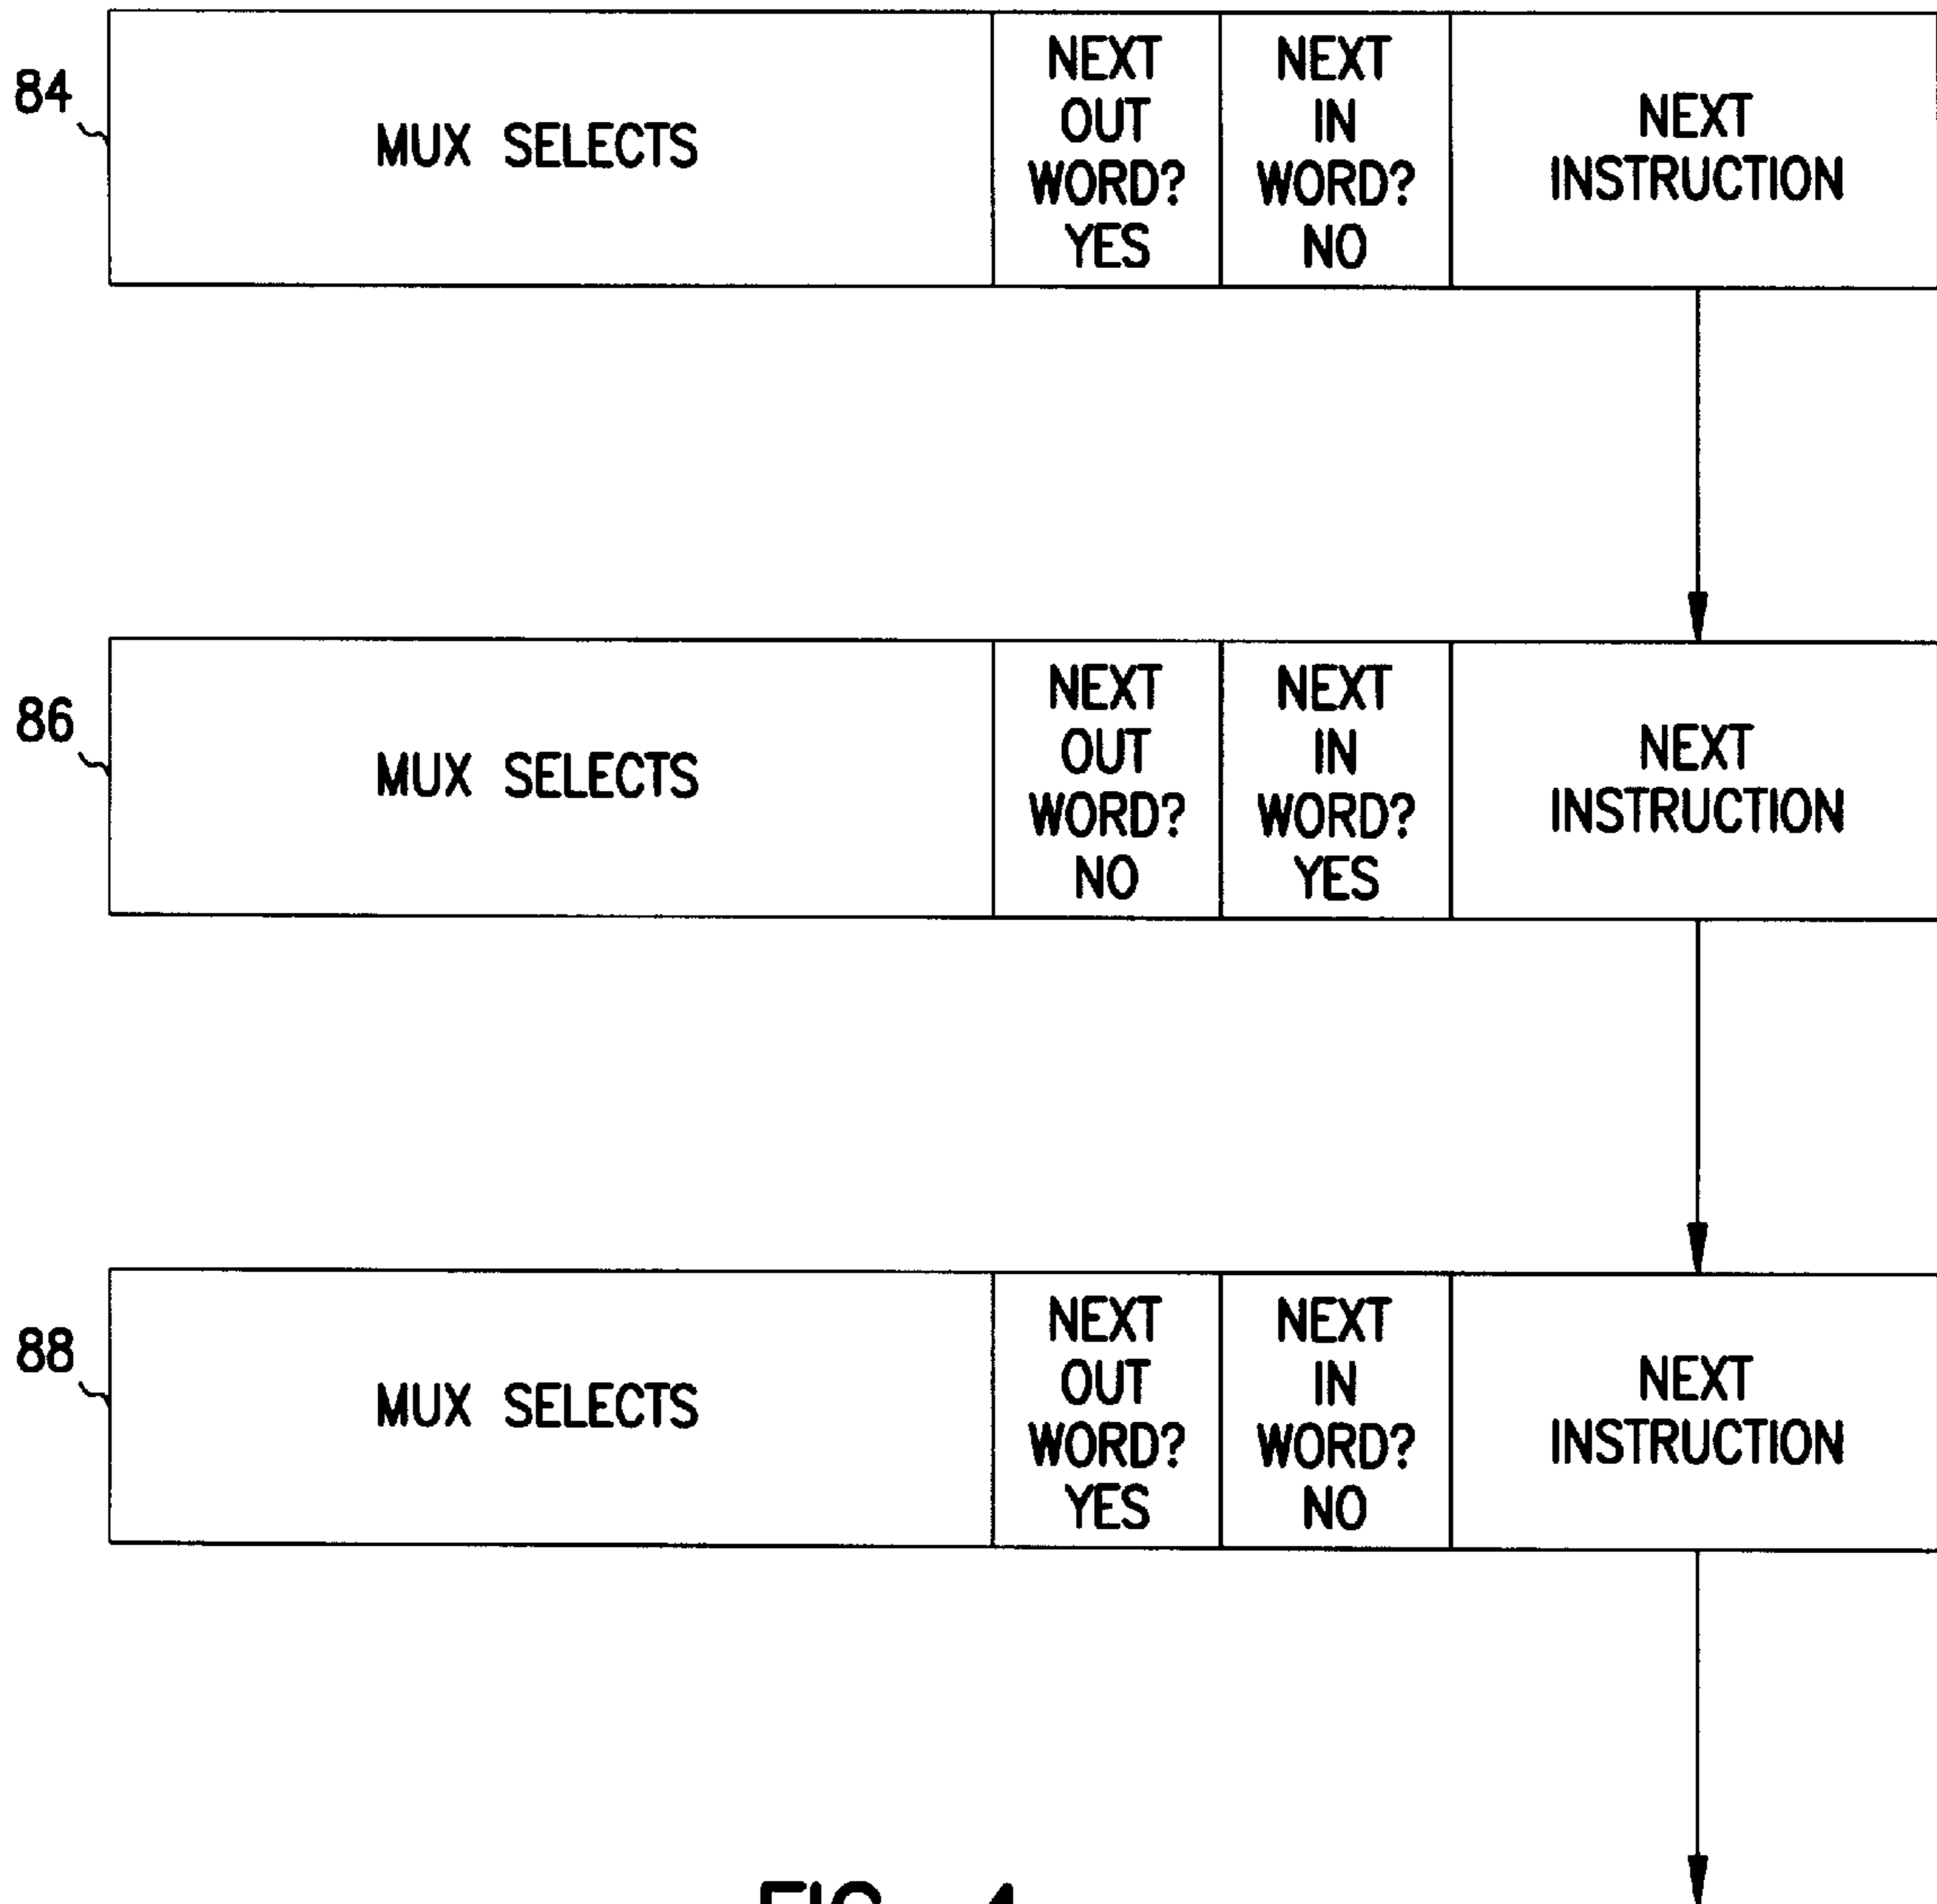 84
MUX SELECTS
NEXT
OUT
WORD?
YES
NEXT
IN
WORD?
NO
NEXT
INSTRUCTION
86
MUX SELECTS
NEXT
OUT
WORD?
NO
NEXT
IN
WORD?
YES
NEXT
INSTRUCTION
88
MUX SELECTS
NEXT
OUT
WORD?
YES
NEXT
IN
WORD?
NO
NEXT
INSTRUCTION
FIG. 4